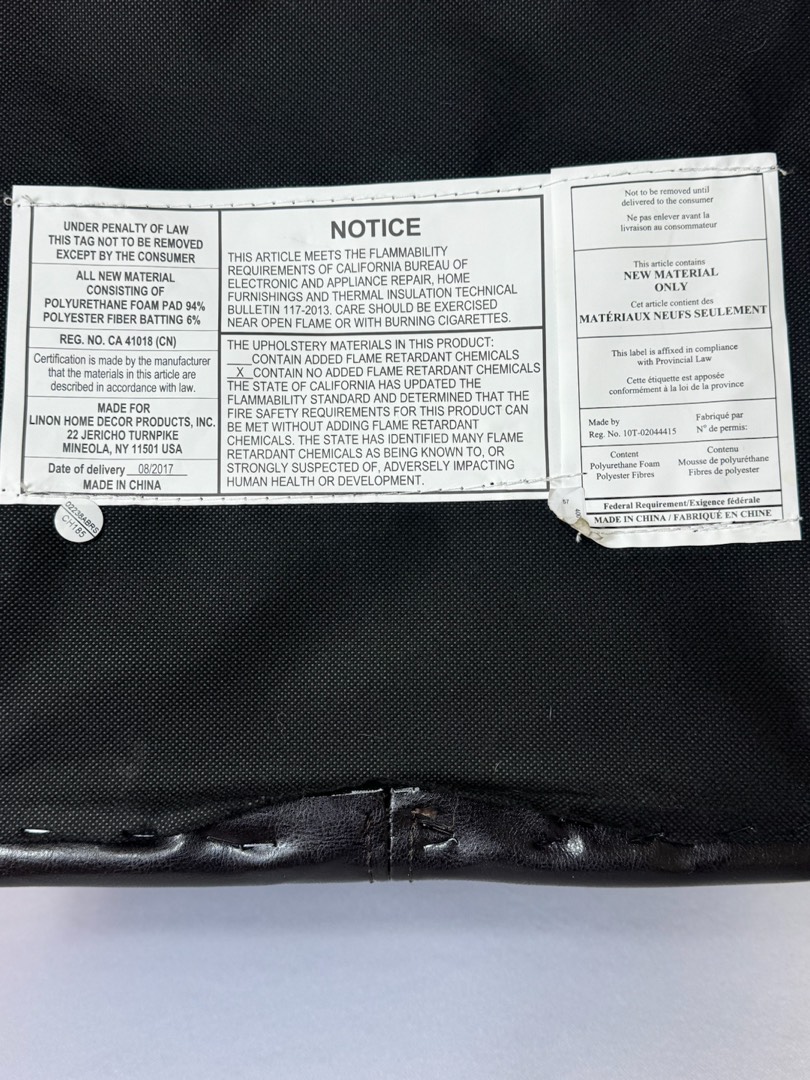 UNDER PENALTY OF LAW
THIS TAG NOT TO BE REMOVED
EXCEPT BY THE CONSUMER
ALL NEW MATERIAL
CONSISTING OF
POLYURETHANE FOAM PAD 94%
POLYESTER FIBER BATTING 6%
REG. NO. CA 41018 (CN)
Certification is made by the manufacturer
that the materials in this article are
described in accordance with law.
MADE FOR
LINON HOME DECOR PRODUCTS, INC.
22 JERICHO TURNPIKE
MINEOLA, NY 11501 USA
Date of delivery 08/2017
MADE IN CHINA
NOTICE
THIS ARTICLE MEETS THE FLAMMABILITY
REQUIREMENTS OF CALIFORNIA BUREAU OF
ELECTRONIC AND APPLIANCE REPAIR, HOME
FURNISHINGS AND THERMAL INSULATION TECHNICAL
BULLETIN 117-2013. CARE SHOULD BE EXERCISED
NEAR OPEN FLAME OR WITH BURNING CIGARETTES.
THE UPHOLSTERY MATERIALS IN THIS PRODUCT:
___CONTAIN ADDED FLAME RETARDANT CHEMICALS
_X_CONTAIN NO ADDED FLAME RETARDANT CHEMICALS
THE STATE OF CALIFORNIA HAS UPDATED THE
FLAMMABILITY STANDARD AND DETERMINED THAT THE
FIRE SAFETY REQUIREMENTS FOR THIS PRODUCT CAN
BE MET WITHOUT ADDING FLAME RETARDANT
CHEMICALS. THE STATE HAS IDENTIFIED MANY FLAME
RETARDANT CHEMICALS AS BEING KNOWN TO, OR
STRONGLY SUSPECTED OF, ADVERSELY IMPACTING
HUMAN HEALTH OR DEVELOPMENT.
Not to be removed until
delivered to the consumer
Ne pas enlever avant la
livraison au consommateur
This article contains
NEW MATERIAL
ONLY
Cet article contient des
MATÉRIAUX NEUFS SEULEMENT
This label is affixed in compliance
with Provincial Law
Cette étiquette est apposée
conformément à la loi de la province
Made by
Reg. No. 10T-02044415
Fabriqué par
N° de permis:
Content
Polyurethane Foam
Polyester Fibres
Contenu
Mousse de polyuréthane
Fibres de polyester
Federal Requirement/Exigence fédérale
MADE IN CHINA / FABRIQUÉ EN CHINE
57
02238ABRS
CH185